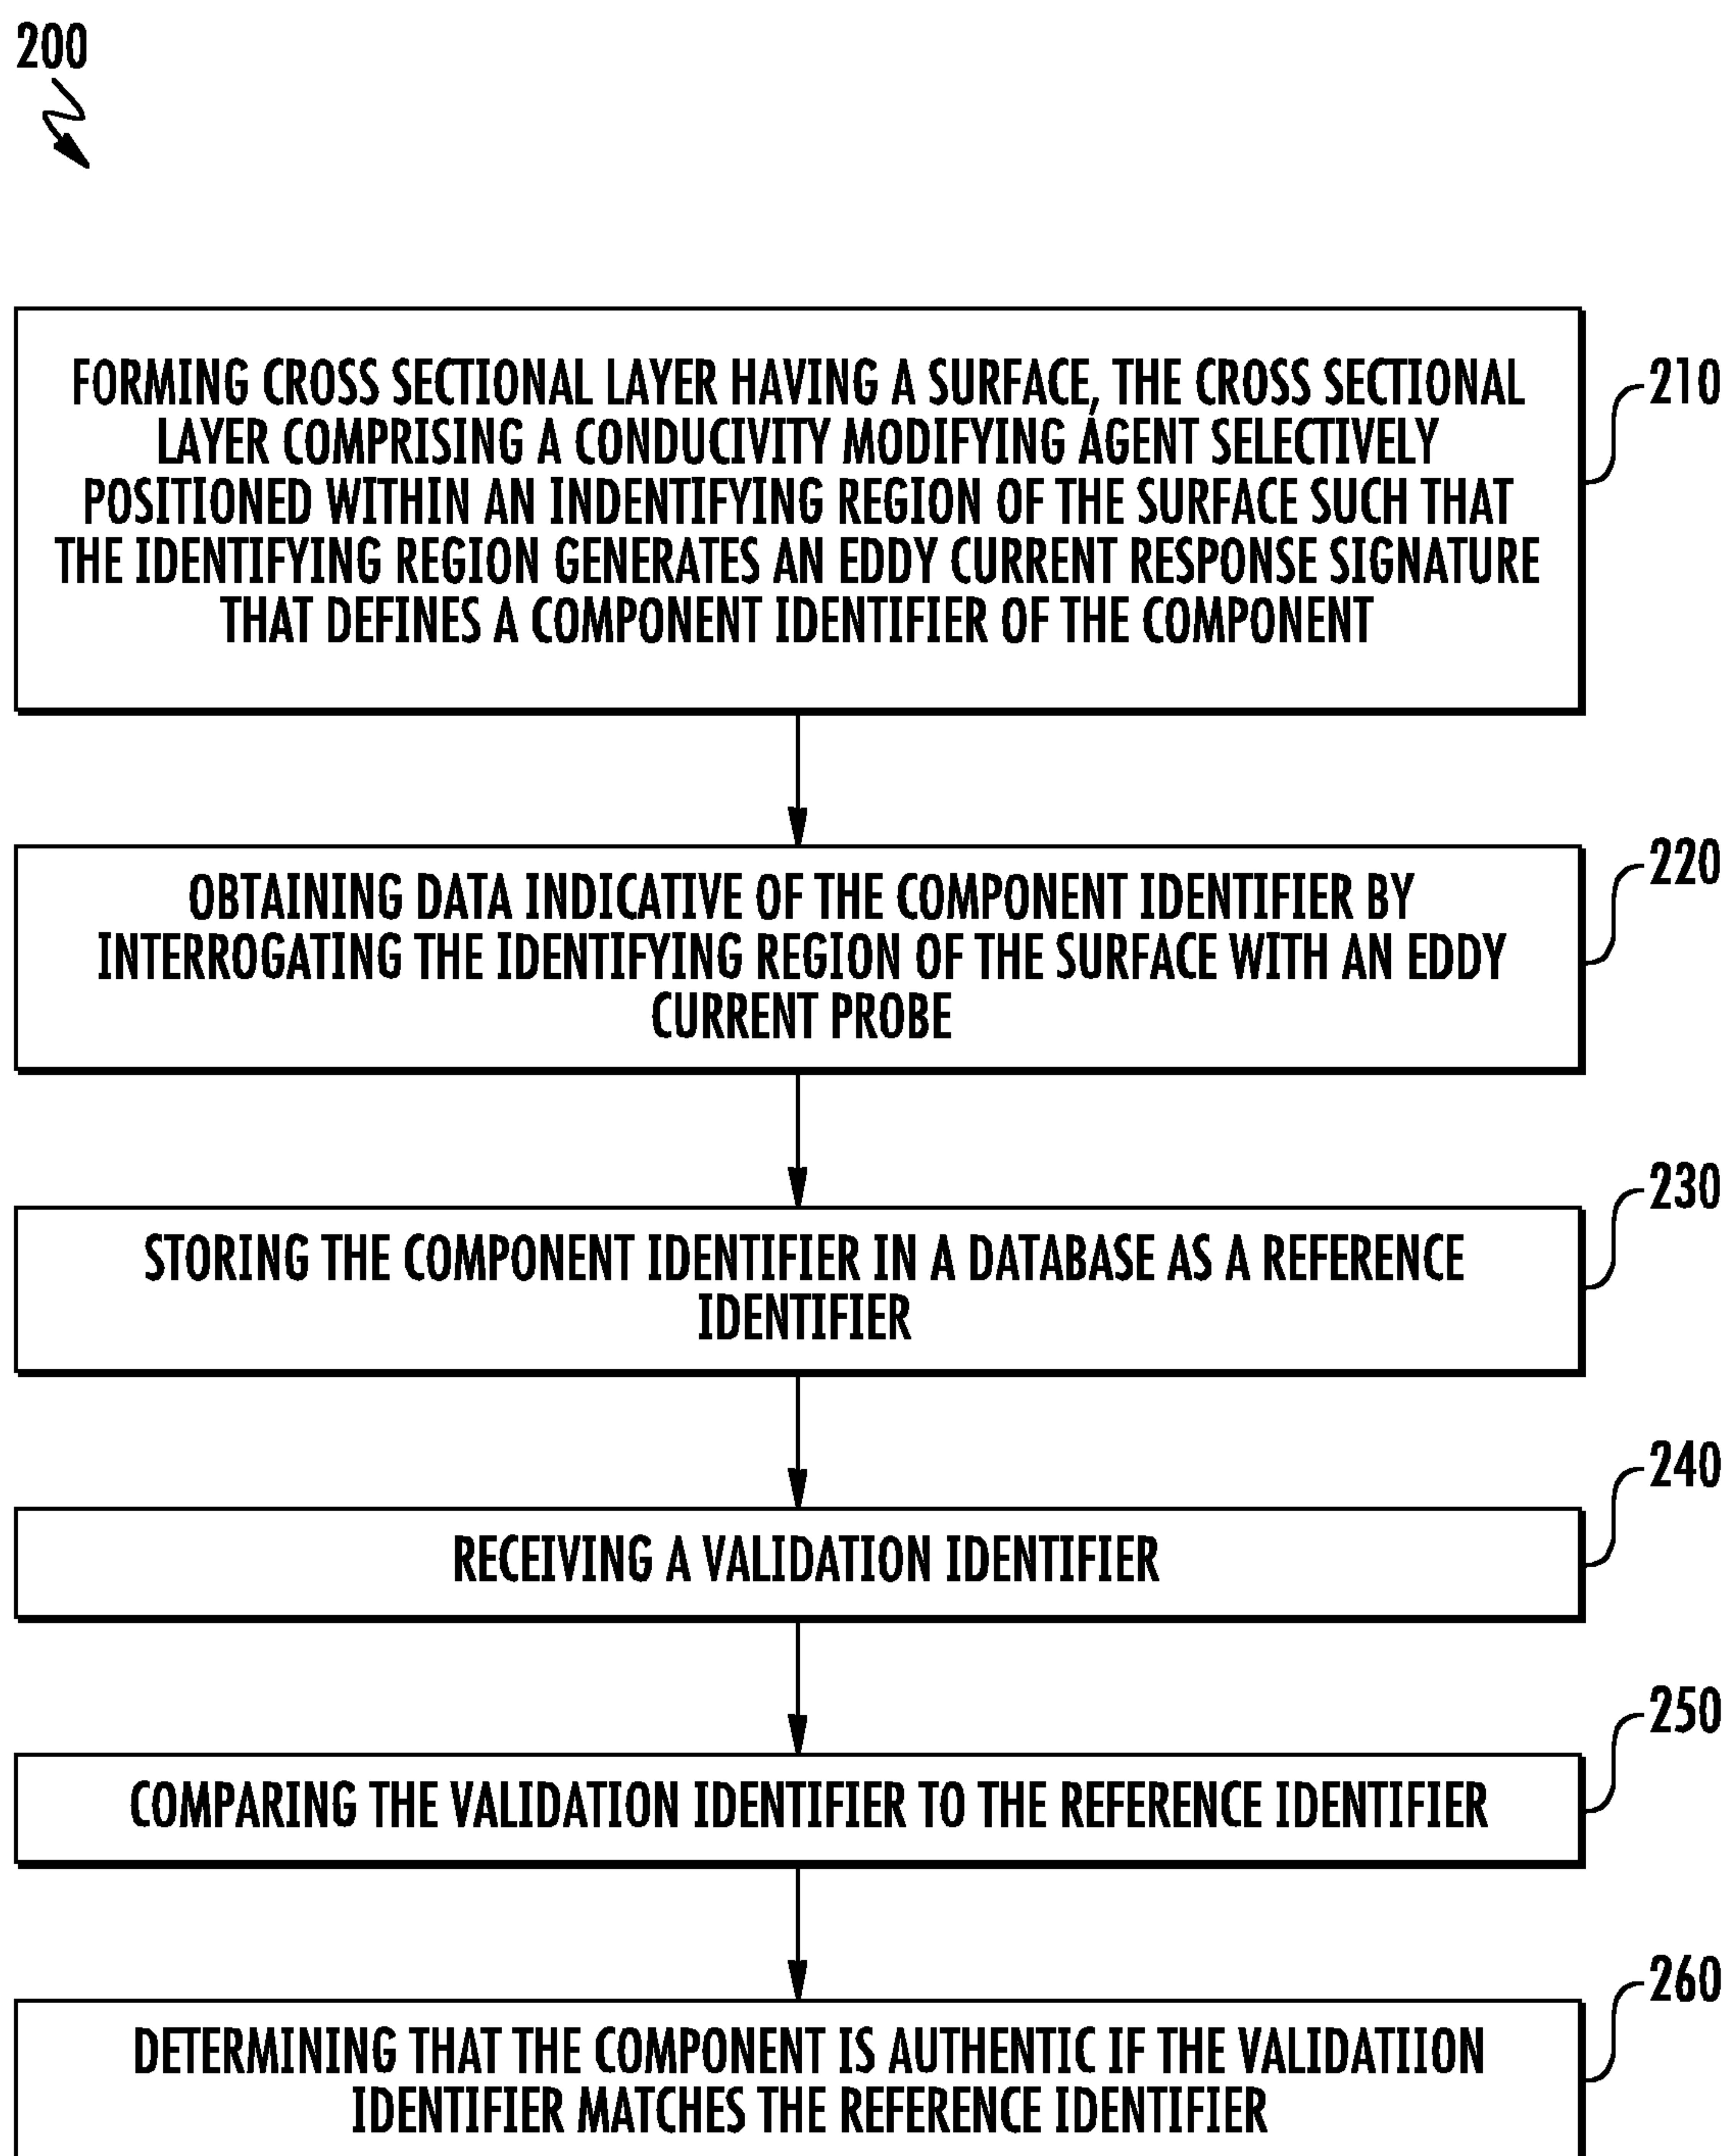 200
FORMING CROSS SECTIONAL LAYER HAVING A SURFACE, THE CROSS SECTIONAL
LAYER COMPRISING A CONDUCIVITY MODIFYING AGENT SELECTIVELY
POSITIONED WITHIN AN INDENTIFYING REGION OF THE SURFACE SUCH THAT
THE IDENTIFYING REGION GENERATES AN EDDY CURRENT RESPONSE SIGNATURE
THAT DEFINES A COMPONENT IDENTIFIER OF THE COMPONENT
210
OBTAINING DATA INDICATIVE OF THE COMPONENT IDENTIFIER BY
INTERROGATING THE IDENTIFYING REGION OF THE SURFACE WITH AN EDDY
CURRENT PROBE
220
STORING THE COMPONENT IDENTIFIER IN A DATABASE AS A REFERENCE
IDENTIFIER
230
RECEIVING A VALIDATION IDENTIFIER
240
COMPARING THE VALIDATION IDENTIFIER TO THE REFERENCE IDENTIFIER
250
DETERMINING THAT THE COMPONENT IS AUTHENTIC IF THE VALIDATIION
IDENTIFIER MATCHES THE REFERENCE IDENTIFIER
260